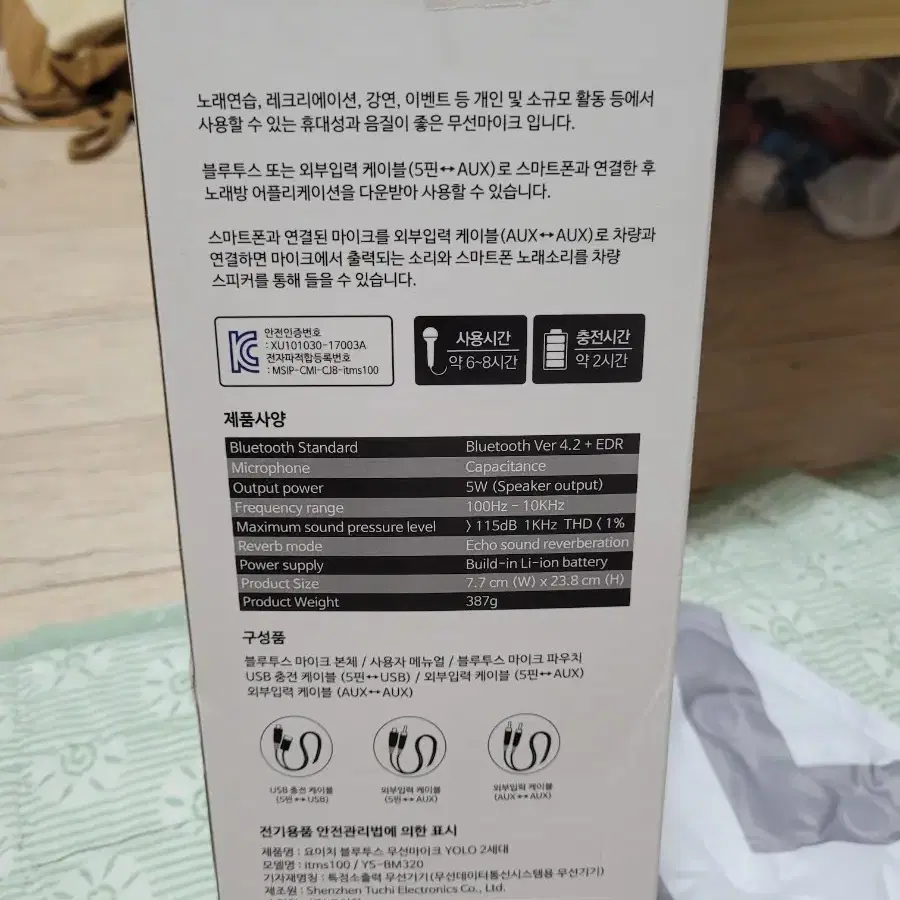 노래연습, 레크리에이션, 강연, 이벤트 등 개인 및 소규모 활동 등에서
사용할 수 있는 휴대성과 음질이 좋은 무선마이크 입니다.
블루투스 또는 외부입력 케이블(5핀↔AUX)로 스마트폰과 연결한 후
노래방 어플리케이션을 다운받아 사용할 수 있습니다.
스마트폰과 연결된 마이크를 외부입력 케이블(AUX↔AUX)로 차량과
연결하면 마이크에서 출력되는 소리와 스마트폰 노래소리를 차량
스피커를 통해 들을 수 있습니다.
안전인증번호
: XU101030-17003A
전자파적합등록번호
: MSIP-CMI-CJB-itms100
사용시간
약 6~8시간
충전시간
약 2시간
제품사양
Bluetooth Standard Bluetooth Ver 4.2 + EDR
Microphone Capacitance
Output power 5W (Speaker output)
Frequency range 100Hz - 10KHz
Maximum sound pressure level 〉115dB 1KHz THD〈 1%
Reverb mode Echo sound reverberation
Power supply Build-in Li-ion battery
Product Size 7.7 cm (W) x 23.8 cm (H)
Product Weight 387g
구성품
블루투스 마이크 본체 / 사용자 메뉴얼 / 블루투스 마이크 파우치
USB 충전 케이블 (5핀↔USB) / 외부입력 케이블 (5핀↔AUX)
외부입력 케이블 (AUX↔AUX)
USB 충전 케이블
(5핀↔USB)
외부입력 케이블
(5핀↔AUX)
외부입력 케이블
(AUX↔AUX)
전기용품 안전관리법에 의한 표시
제품명 : 요이치 블루투스 무선마이크 YOLO 2세대
모델명 : itms100 / YS-BM320
기자재명칭 : 특정소출력 무선기기(무선데이터통신시스템용 무선기기)
제조원 : Shenzhen Tuchi Electronics Co., Ltd.